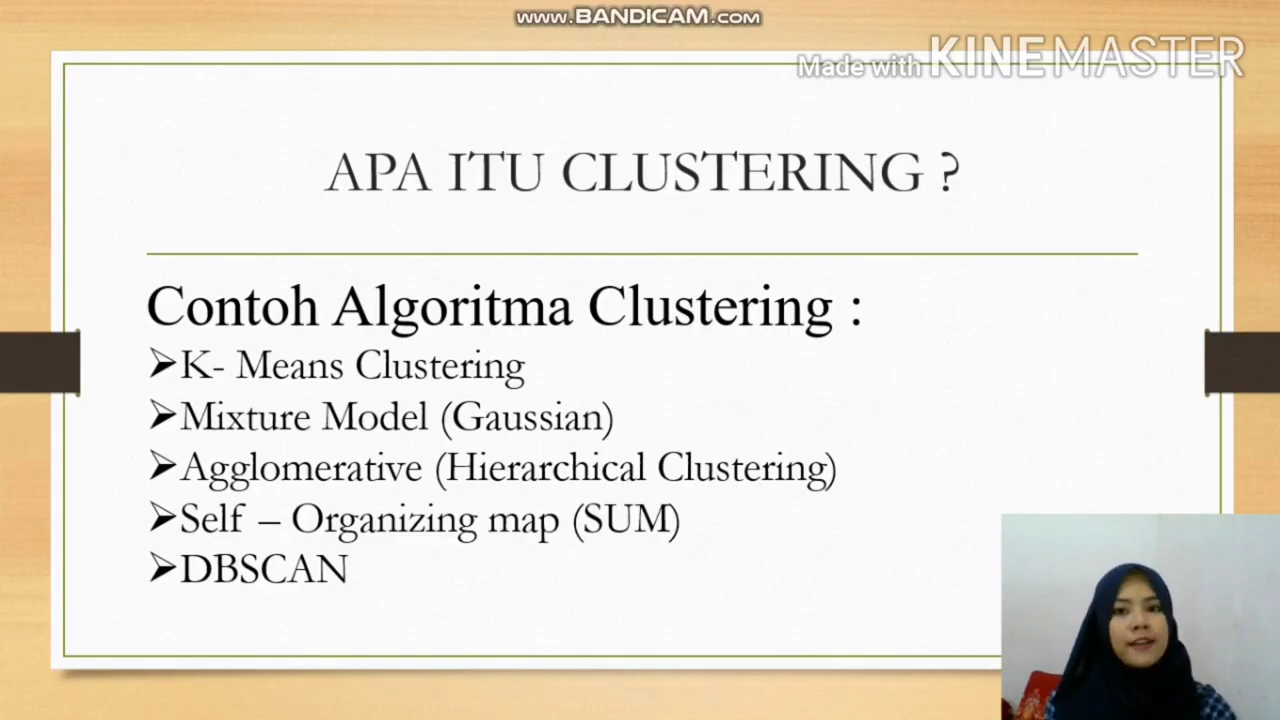 www.BANDICAM.com
Made with KINEMASTER
APA ITU CLUSTERING ?
Contoh Algoritma Clustering :
➢K- Means Clustering
➢Mixture Model (Gaussian)
➢Agglomerative (Hierarchical Clustering)
➢Self – Organizing map (SUM)
➢DBSCAN